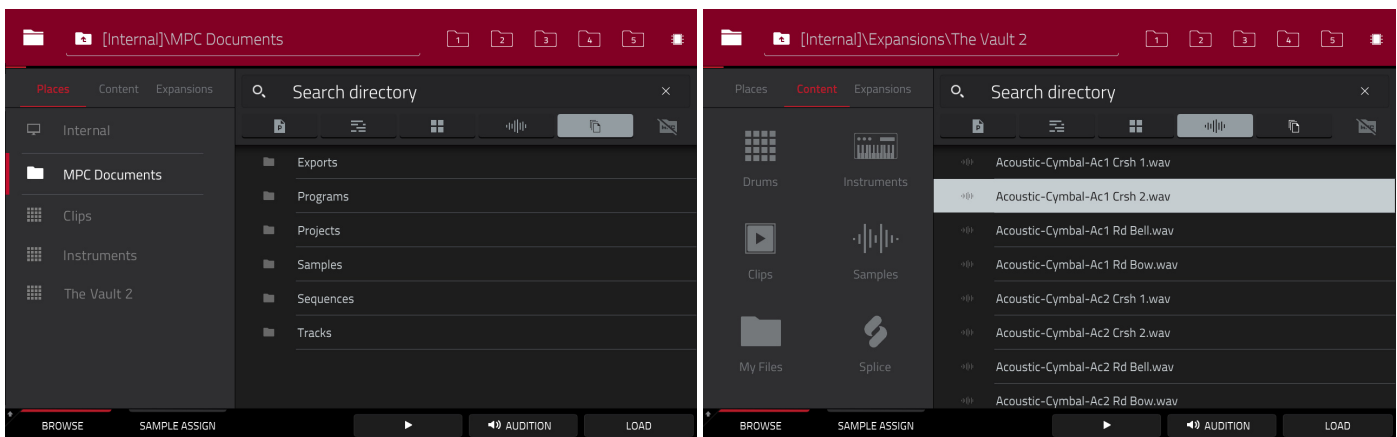 [Internal]\MPC Documents
1 2 3 4 5
Places Content Expansions
Search directory
Internal
MPC Documents
Clips
Instruments
The Vault 2
Exports
Programs
Projects
Samples
Sequences
Tracks
BROWSE SAMPLE ASSIGN AUDITION LOAD
[Internal]\Expansions\The Vault 2
1 2 3 4 5
Places Content Expansions
Search directory
Drums Instruments
Clips Samples
My Files Splice
Acoustic-Cymbal-Ac1 Crsh 1.wav
Acoustic-Cymbal-Ac1 Crsh 2.wav
Acoustic-Cymbal-Ac1 Rd Bell.wav
Acoustic-Cymbal-Ac1 Rd Bow.wav
Acoustic-Cymbal-Ac2 Crsh 1.wav
Acoustic-Cymbal-Ac2 Crsh 2.wav
Acoustic-Cymbal-Ac2 Rd Bell.wav
Acoustic-Cymbal-Ac2 Rd Bow.wav
BROWSE SAMPLE ASSIGN AUDITION LOAD